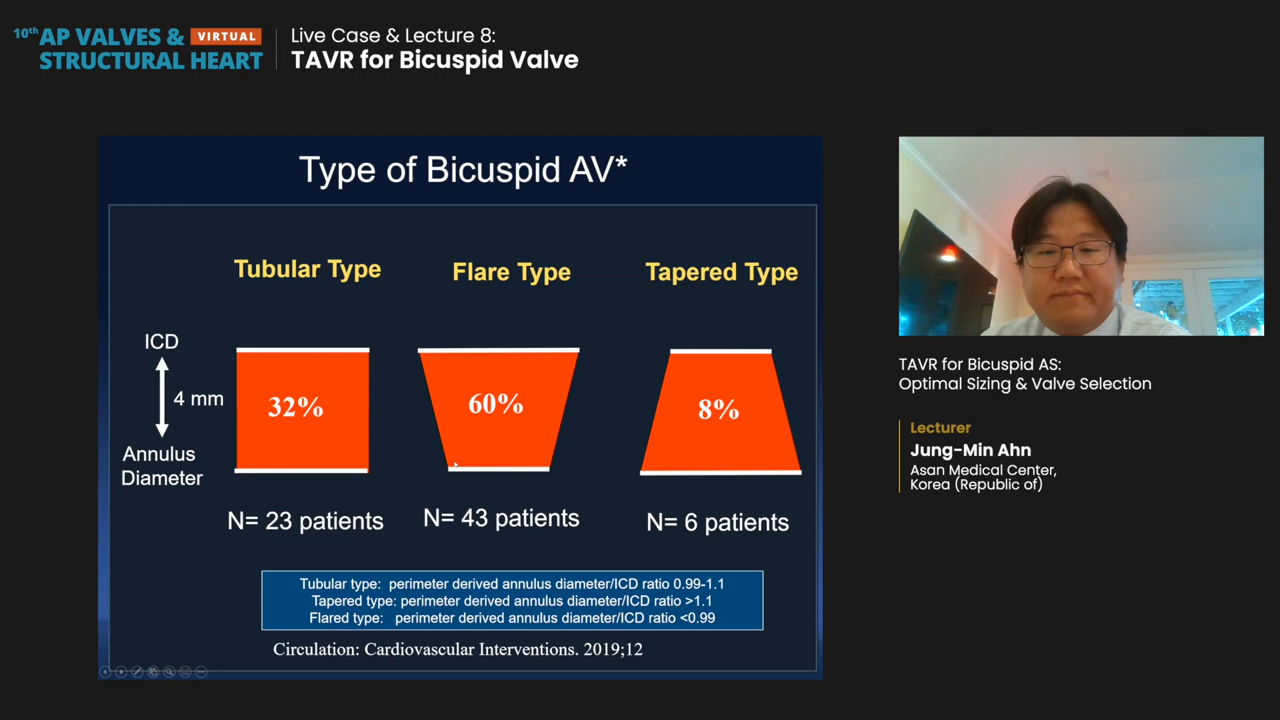 10th AP VALVES & VIRTUAL
STRUCTURAL HEART
Live Case & Lecture 8:
TAVR for Bicuspid Valve
Type of Bicuspid AV*
Tubular Type
Flare Type
Tapered Type
ICD
4 mm
Annulus
Diameter
32%
60%
8%
N= 23 patients
N= 43 patients
N= 6 patients
Tubular type: perimeter derived annulus diameter/ICD ratio 0.99-1.1
Tapered type: perimeter derived annulus diameter/ICD ratio >1.1
Flared type: perimeter derived annulus diameter/ICD ratio <0.99
Circulation: Cardiovascular Interventions. 2019;12
TAVR for Bicuspid AS:
Optimal Sizing & Valve Selection
Lecturer
Jung-Min Ahn
Asan Medical Center,
Korea (Republic of)